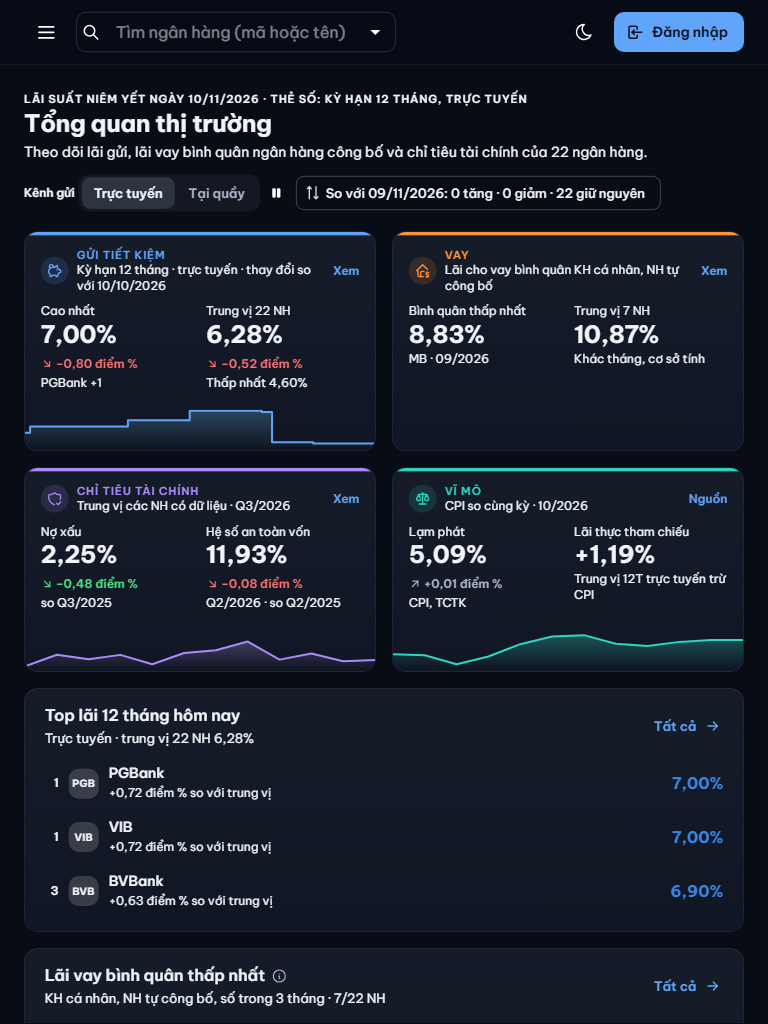 Tìm ngân hàng (mã hoặc tên)
Đăng nhập
LÃI SUẤT NIÊM YẾT NGÀY 10/11/2026 · THẺ SỐ: KỲ HẠN 12 THÁNG, TRỰC TUYẾN
Tổng quan thị trường
Theo dõi lãi gửi, lãi vay bình quân ngân hàng công bố và chỉ tiêu tài chính của 22 ngân hàng.
Kênh gửi
Trực tuyến
Tại quầy
So với 09/11/2026: 0 tăng · 0 giảm · 22 giữ nguyên
GỬI TIẾT KIỆM
Kỳ hạn 12 tháng · trực tuyến · thay đổi so
với 10/10/2026
Xem
Cao nhất
7,00%
↘ −0,80 điểm %
PGBank +1
Trung vị 22 NH
6,28%
↘ −0,52 điểm %
Thấp nhất 4,60%
VAY
Lãi cho vay bình quân KH cá nhân, NH tự
công bố
Xem
Bình quân thấp nhất
8,83%
MB · 09/2026
Trung vị 7 NH
10,87%
Khác tháng, cơ sở tính
CHỈ TIÊU TÀI CHÍNH
Trung vị các NH có dữ liệu · Q3/2026
Xem
Nợ xấu
2,25%
↘ −0,48 điểm %
so Q3/2025
Hệ số an toàn vốn
11,93%
↘ −0,08 điểm %
Q2/2026 · so Q2/2025
VĨ MÔ
CPI so cùng kỳ · 10/2026
Nguồn
Lạm phát
5,09%
↗ +0,01 điểm %
CPI, TCTK
Lãi thực tham chiếu
+1,19%
Trung vị 12T trực tuyến trừ
CPI
Top lãi 12 tháng hôm nay
Trực tuyến · trung vị 22 NH 6,28%
Tất cả →
1 PGB PGBank
+0,72 điểm % so với trung vị
7,00%
1 VIB VIB
+0,72 điểm % so với trung vị
7,00%
3 BVB BVBank
+0,63 điểm % so với trung vị
6,90%
Lãi vay bình quân thấp nhất
KH cá nhân, NH tự công bố, số trong 3 tháng · 7/22 NH
Tất cả →